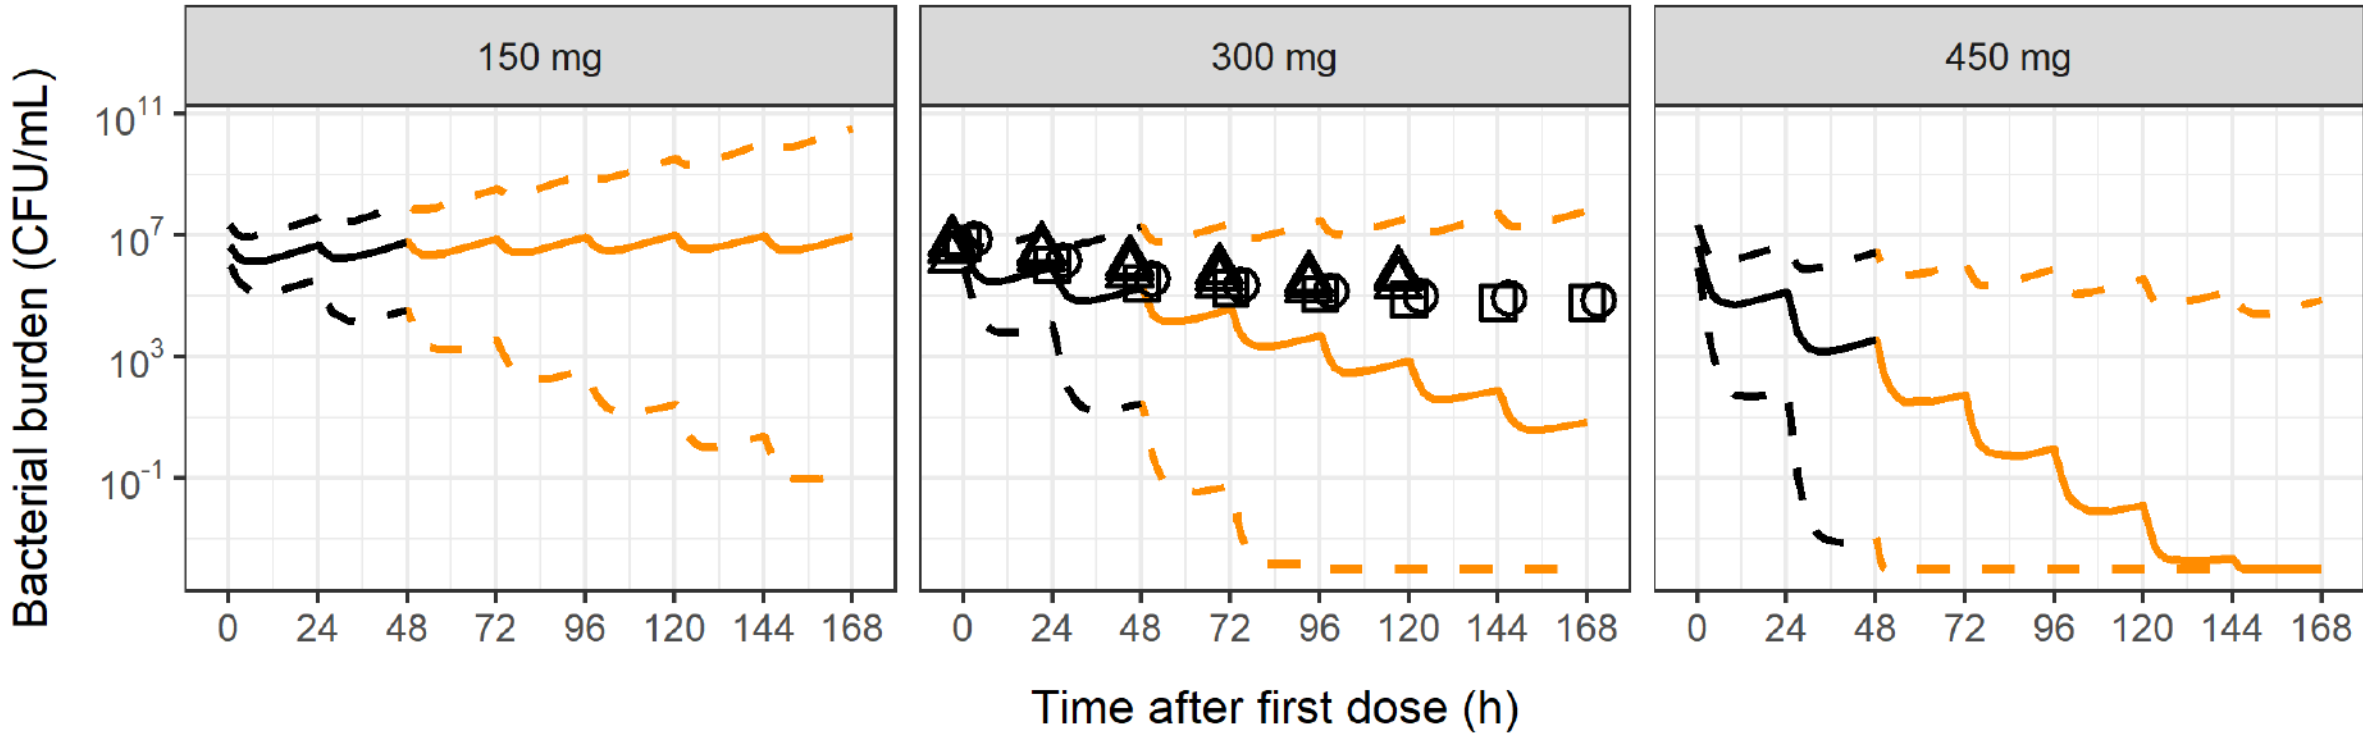 150 mg
300 mg
450 mg
Bacterial burden (CFU/mL)
10^11
10^7
10^3
10^-1
0 24 48 72 96 120 144 168
0 24 48 72 96 120 144 168
0 24 48 72 96 120 144 168
Time after first dose (h)